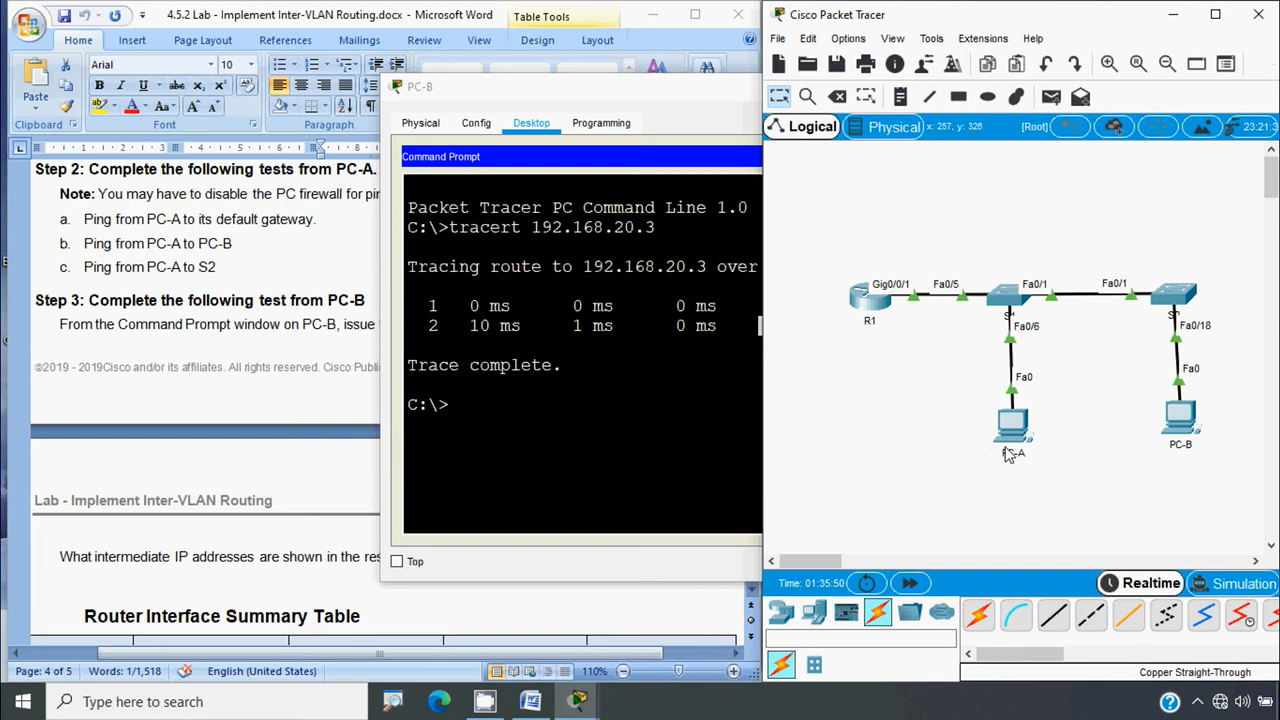 4.5.2 Lab - Implement Inter-VLAN Routing.docx - Microsoft Word
Table Tools
Home
Insert
Page Layout
References
Mailings
Review
View
Design
Layout
Paste
Clipboard
Arial
10
B I U abc x₂ x²
Aa
Font
Paragraph
Step 2: Complete the following tests from PC-A.
Note: You may have to disable the PC firewall for pin
a. Ping from PC-A to its default gateway.
b. Ping from PC-A to PC-B
c. Ping from PC-A to S2
Step 3: Complete the following test from PC-B
From the Command Prompt window on PC-B, issue
©2019 - 2019Cisco and/or its affiliates. All rights reserved. Cisco Public
Lab - Implement Inter-VLAN Routing
What intermediate IP addresses are shown in the res
Router Interface Summary Table
Page: 4 of 5
Words: 1/1,518
English (United States)
110%
PC-B
Physical
Config
Desktop
Programming
Command Prompt
Packet Tracer PC Command Line 1.0
C:\>tracert 192.168.20.3
Tracing route to 192.168.20.3 over
1 0 ms 0 ms 0 ms
2 10 ms 1 ms 0 ms
Trace complete.
C:\>
Top
Cisco Packet Tracer
File
Edit
Options
View
Tools
Extensions
Help
Logical
Physical
x: 257, y: 326
[Root]
23:21:3
Gig0/0/1
Fa0/5
Fa0/1
Fa0/1
R1
Fa0/6
Fa0/18
Fa0
Fa0
PC-A
PC-B
Time: 01:35:50
Realtime
Simulation
Copper Straight-Through
Type here to search